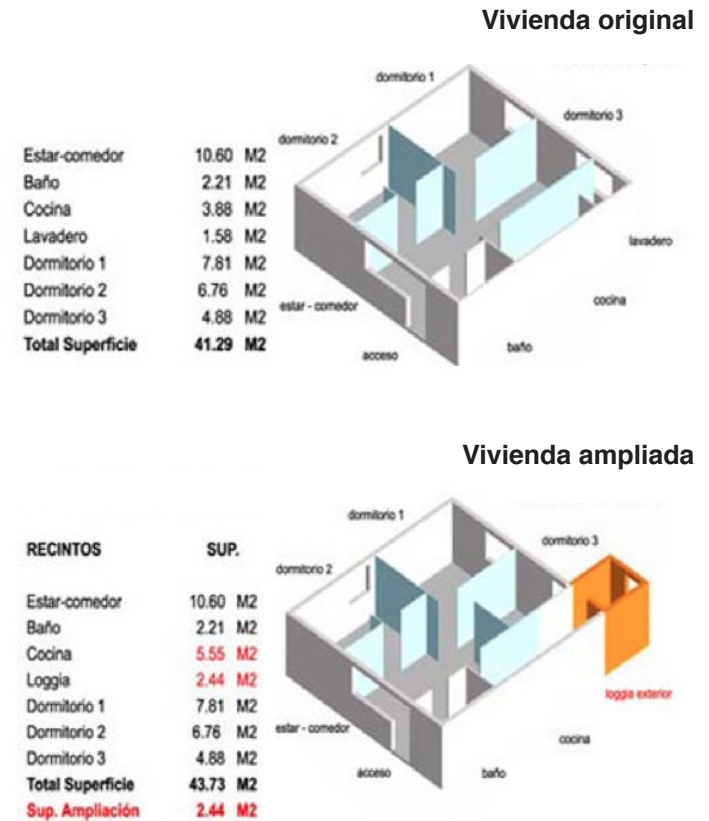 Vivienda original
dormitorio 1
dormitorio 3
dormitorio 2
Estar-comedor 10.60 M2
Baño 2.21 M2
Cocina 3.88 M2
Lavadero 1.58 M2
Dormitorio 1 7.81 M2
Dormitorio 2 6.76 M2
Dormitorio 3 4.88 M2
Total Superficie 41.29 M2
lavadero
cocina
estar - comedor
baño
acceso
Vivienda ampliada
dormitorio 1
dormitorio 3
dormitorio 2
RECINTOS SUP.
Estar-comedor 10.60 M2
Baño 2.21 M2
Cocina 5.55 M2
Loggia 2.44 M2
Dormitorio 1 7.81 M2
Dormitorio 2 6.76 M2
Dormitorio 3 4.88 M2
Total Superficie 43.73 M2
Sup. Ampliación 2.44 M2
loggia exterior
estar - comedor
cocina
acceso
baño